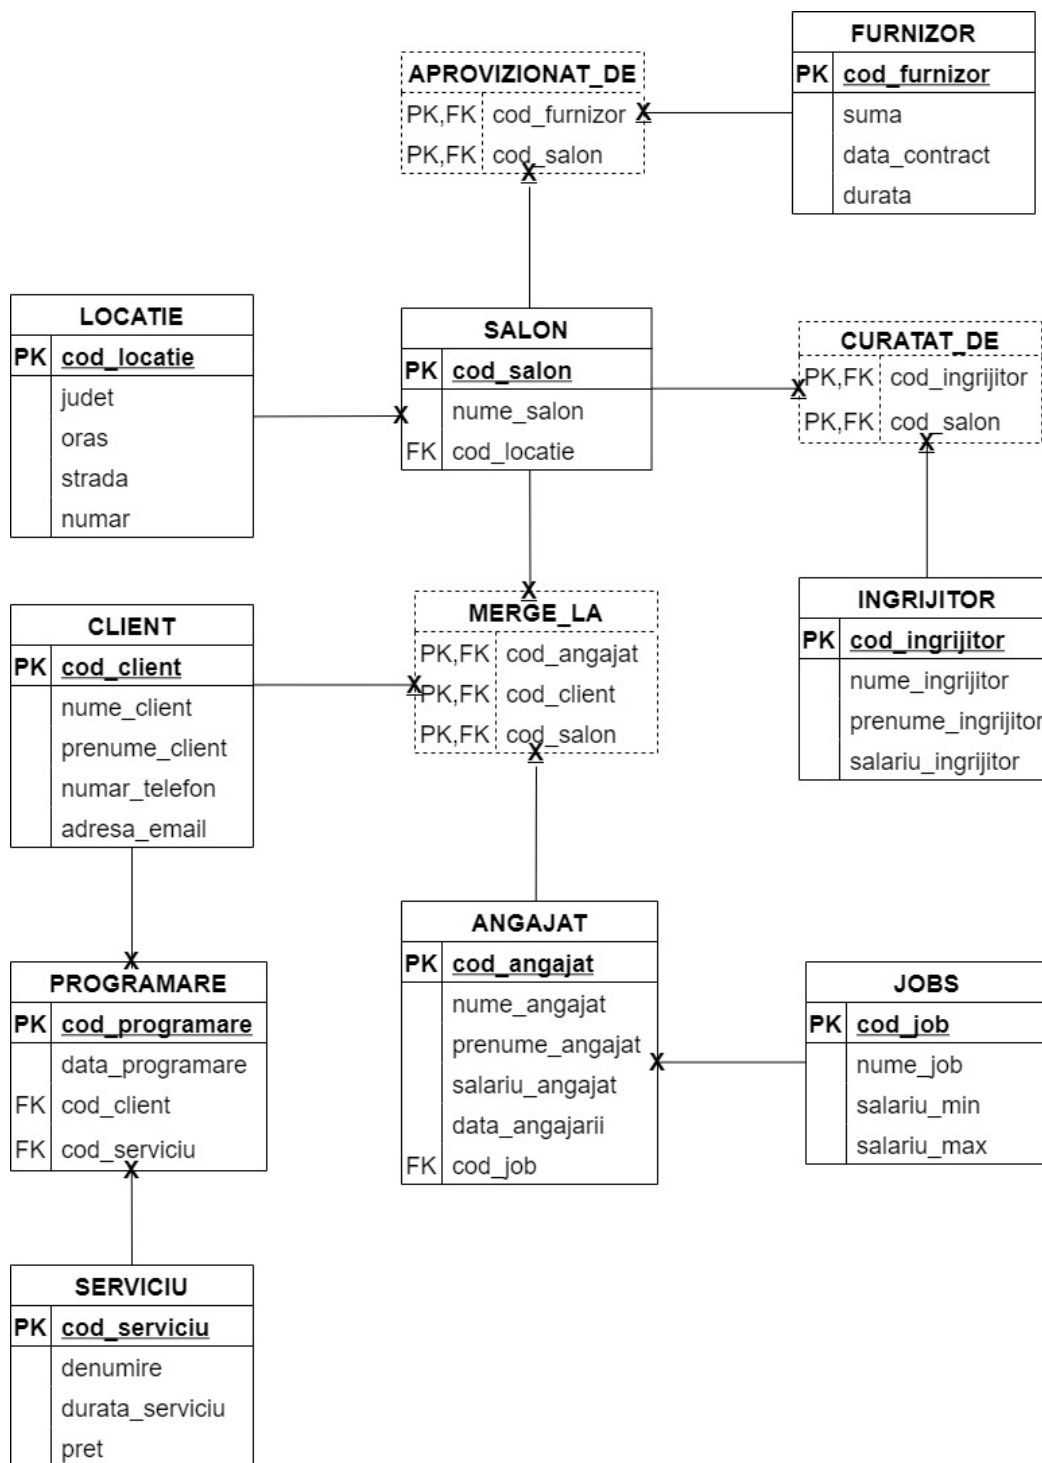 FURNIZOR
PK cod_furnizor
suma
data_contract
durata
APROVIZIONAT_DE
PK,FK cod_furnizor
PK,FK cod_salon
X
X
LOCATIE
PK cod_locatie
judet
oras
strada
numar
SALON
PK cod_salon
nume_salon
FK cod_locatie
X
CURATAT_DE
PK,FK cod_ingrijitor
PK,FK cod_salon
X
X
CLIENT
PK cod_client
nume_client
prenume_client
numar_telefon
adresa_email
X
MERGE_LA
PK,FK cod_angajat
PK,FK cod_client
PK,FK cod_salon
X
X
INGRIJITOR
PK cod_ingrijitor
nume_ingrijitor
prenume_ingrijitor
salariu_ingrijitor
X
PROGRAMARE
PK cod_programare
data_programare
FK cod_client
FK cod_serviciu
X
ANGAJAT
PK cod_angajat
nume_angajat
prenume_angajat
salariu_angajat
data_angajarii
FK cod_job
X
JOBS
PK cod_job
nume_job
salariu_min
salariu_max
SERVICIU
PK cod_serviciu
denumire
durata_serviciu
pret